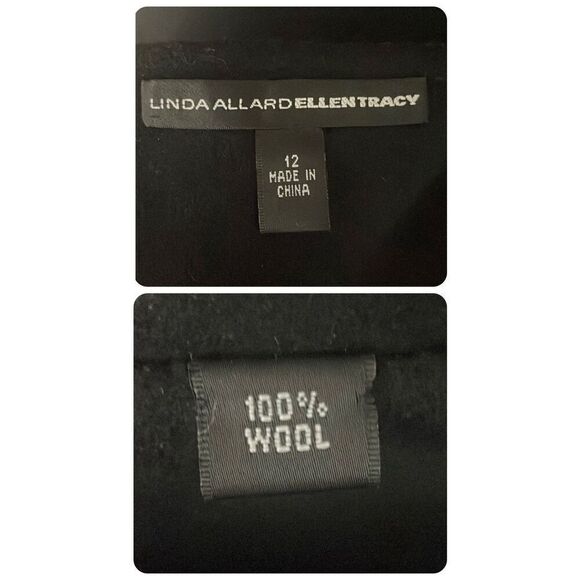 LINDA ALLARD ELLEN TRACY
12
MADE IN
CHINA
100%
WOOL